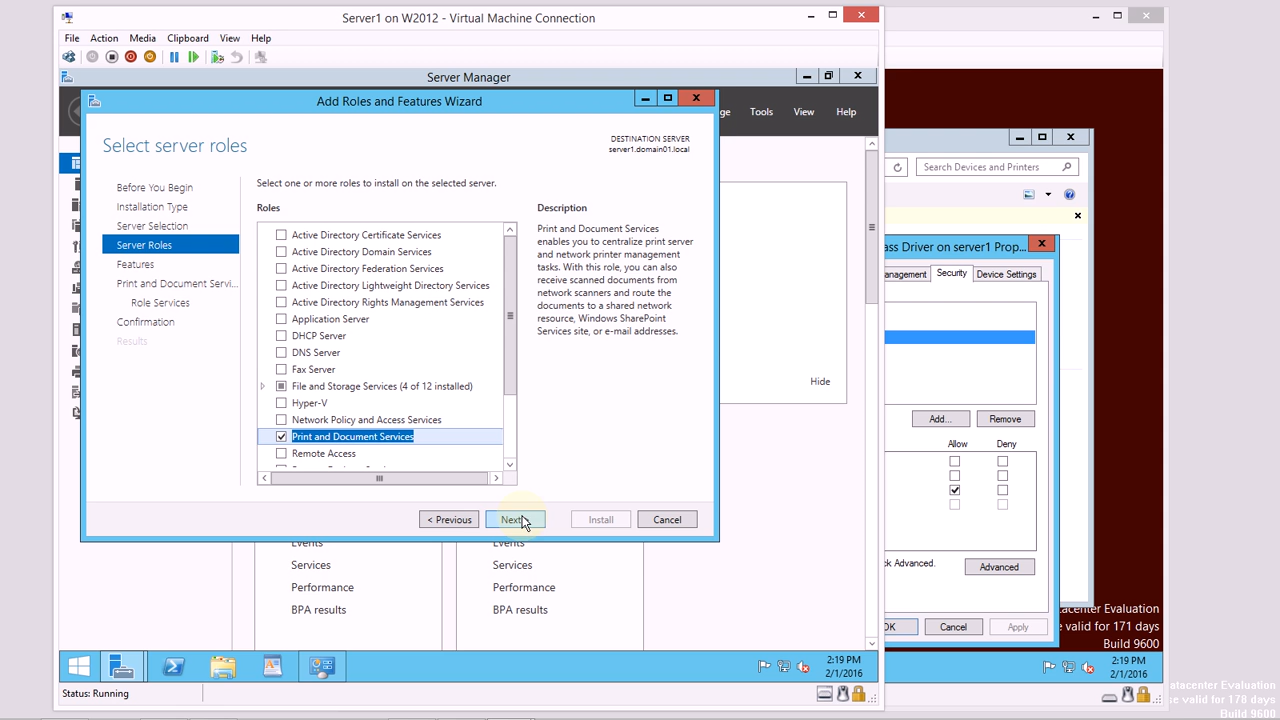 Server1 on W2012 - Virtual Machine Connection
File Action Media Clipboard View Help
Server Manager
Add Roles and Features Wizard
Tools View Help
Select server roles
DESTINATION SERVER
server1.domain01.local
Before You Begin
Installation Type
Server Selection
Server Roles
Features
Print and Document Servi...
Role Services
Confirmation
Results
Select one or more roles to install on the selected server.
Roles
Active Directory Certificate Services
Active Directory Domain Services
Active Directory Federation Services
Active Directory Lightweight Directory Services
Active Directory Rights Management Services
Application Server
DHCP Server
DNS Server
Fax Server
File and Storage Services (4 of 12 installed)
Hyper-V
Network Policy and Access Services
Print and Document Services
Remote Access
Description
Print and Document Services
enables you to centralize print server
and network printer management
tasks. With this role, you can also
receive scanned documents from
network scanners and route the
documents to a shared network
resource, Windows SharePoint
Services site, or e-mail addresses.
< Previous
Next
Install
Cancel
Hide
Events
Services
Performance
BPA results
Events
Services
Performance
BPA results
2:19 PM
2/1/2016
Status: Running
Search Devices and Printers
ass Driver on server1 Prop...
anagement
Security
Device Settings
Add...
Remove
Allow
Deny
ck Advanced.
Advanced
OK
Cancel
Apply
acenter Evaluation
e valid for 171 days
Build 9600
2:19 PM
2/1/2016
atacenter Evaluation
e valid for 178 days
Build 9600